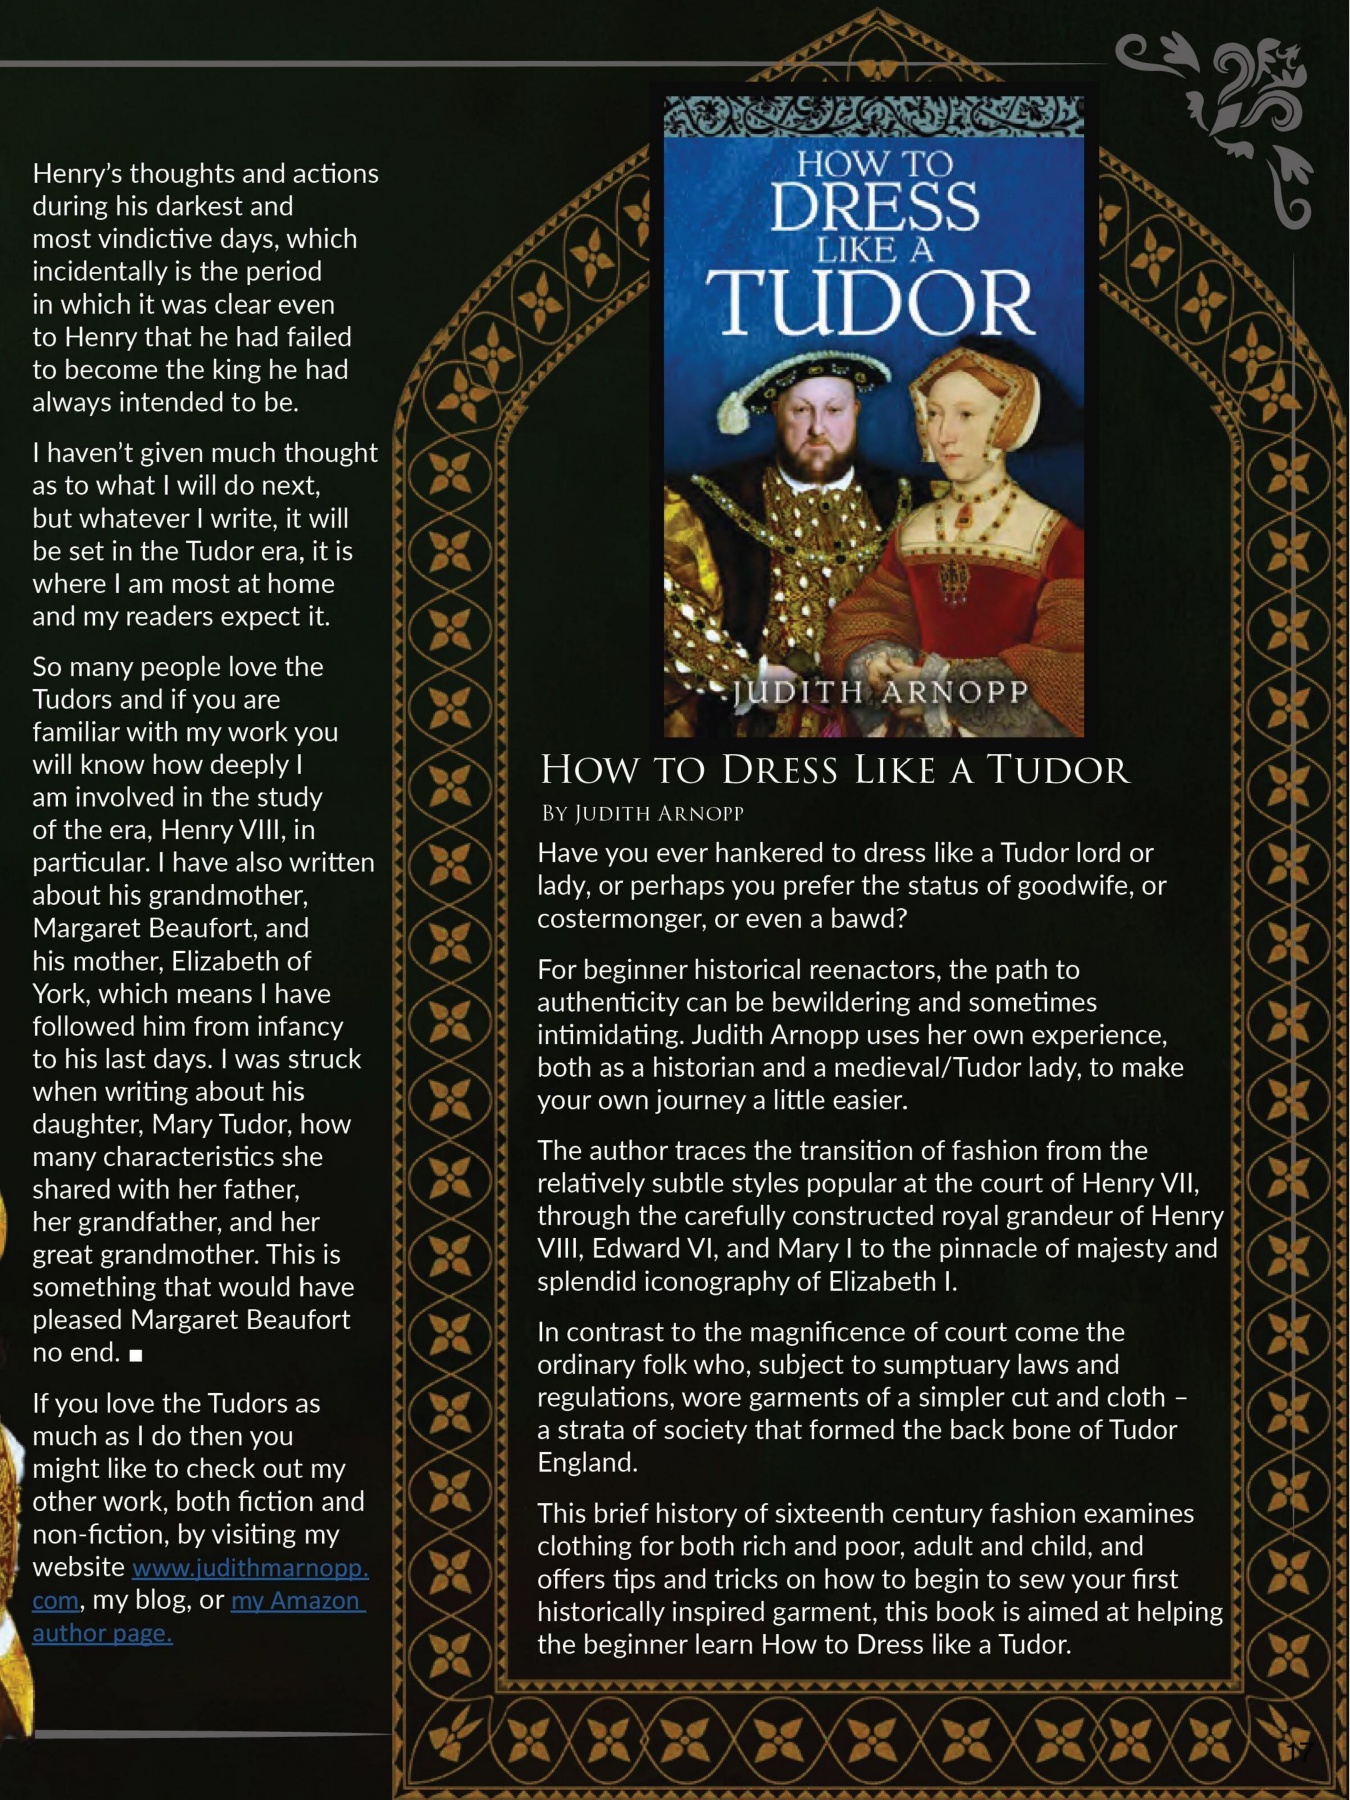 Henry’s thoughts and actions
during his darkest and
most vindictive days, which
incidentally is the period
in which it was clear even
to Henry that he had failed
to become the king he had
always intended to be.
I haven’t given much thought
as to what I will do next,
but whatever I write, it will
be set in the Tudor era, it is
where I am most at home
and my readers expect it.
So many people love the
Tudors and if you are
familiar with my work you
will know how deeply I
am involved in the study
of the era, Henry VIII, in
particular. I have also written
about his grandmother,
Margaret Beaufort, and
his mother, Elizabeth of
York, which means I have
followed him from infancy
to his last days. I was struck
when writing about his
daughter, Mary Tudor, how
many characteristics she
shared with her father,
her grandfather, and her
great grandmother. This is
something that would have
pleased Margaret Beaufort
no end. ■
If you love the Tudors as
much as I do then you
might like to check out my
other work, both fiction and
non-fiction, by visiting my
website www.judithmarnopp.
com, my blog, or my Amazon
author page.
HOW TO
DRESS
LIKE A
TUDOR
JUDITH ARNOPP
How to Dress Like a Tudor
By Judith Arnopp
Have you ever hankered to dress like a Tudor lord or
lady, or perhaps you prefer the status of goodwife, or
costermonger, or even a bawd?
For beginner historical reenactors, the path to
authenticity can be bewildering and sometimes
intimidating. Judith Arnopp uses her own experience,
both as a historian and a medieval/Tudor lady, to make
your own journey a little easier.
The author traces the transition of fashion from the
relatively subtle styles popular at the court of Henry VII,
through the carefully constructed royal grandeur of Henry
VIII, Edward VI, and Mary I to the pinnacle of majesty and
splendid iconography of Elizabeth I.
In contrast to the magnificence of court come the
ordinary folk who, subject to sumptuary laws and
regulations, wore garments of a simpler cut and cloth –
a strata of society that formed the back bone of Tudor
England.
This brief history of sixteenth century fashion examines
clothing for both rich and poor, adult and child, and
offers tips and tricks on how to begin to sew your first
historically inspired garment, this book is aimed at helping
the beginner learn How to Dress like a Tudor.
17